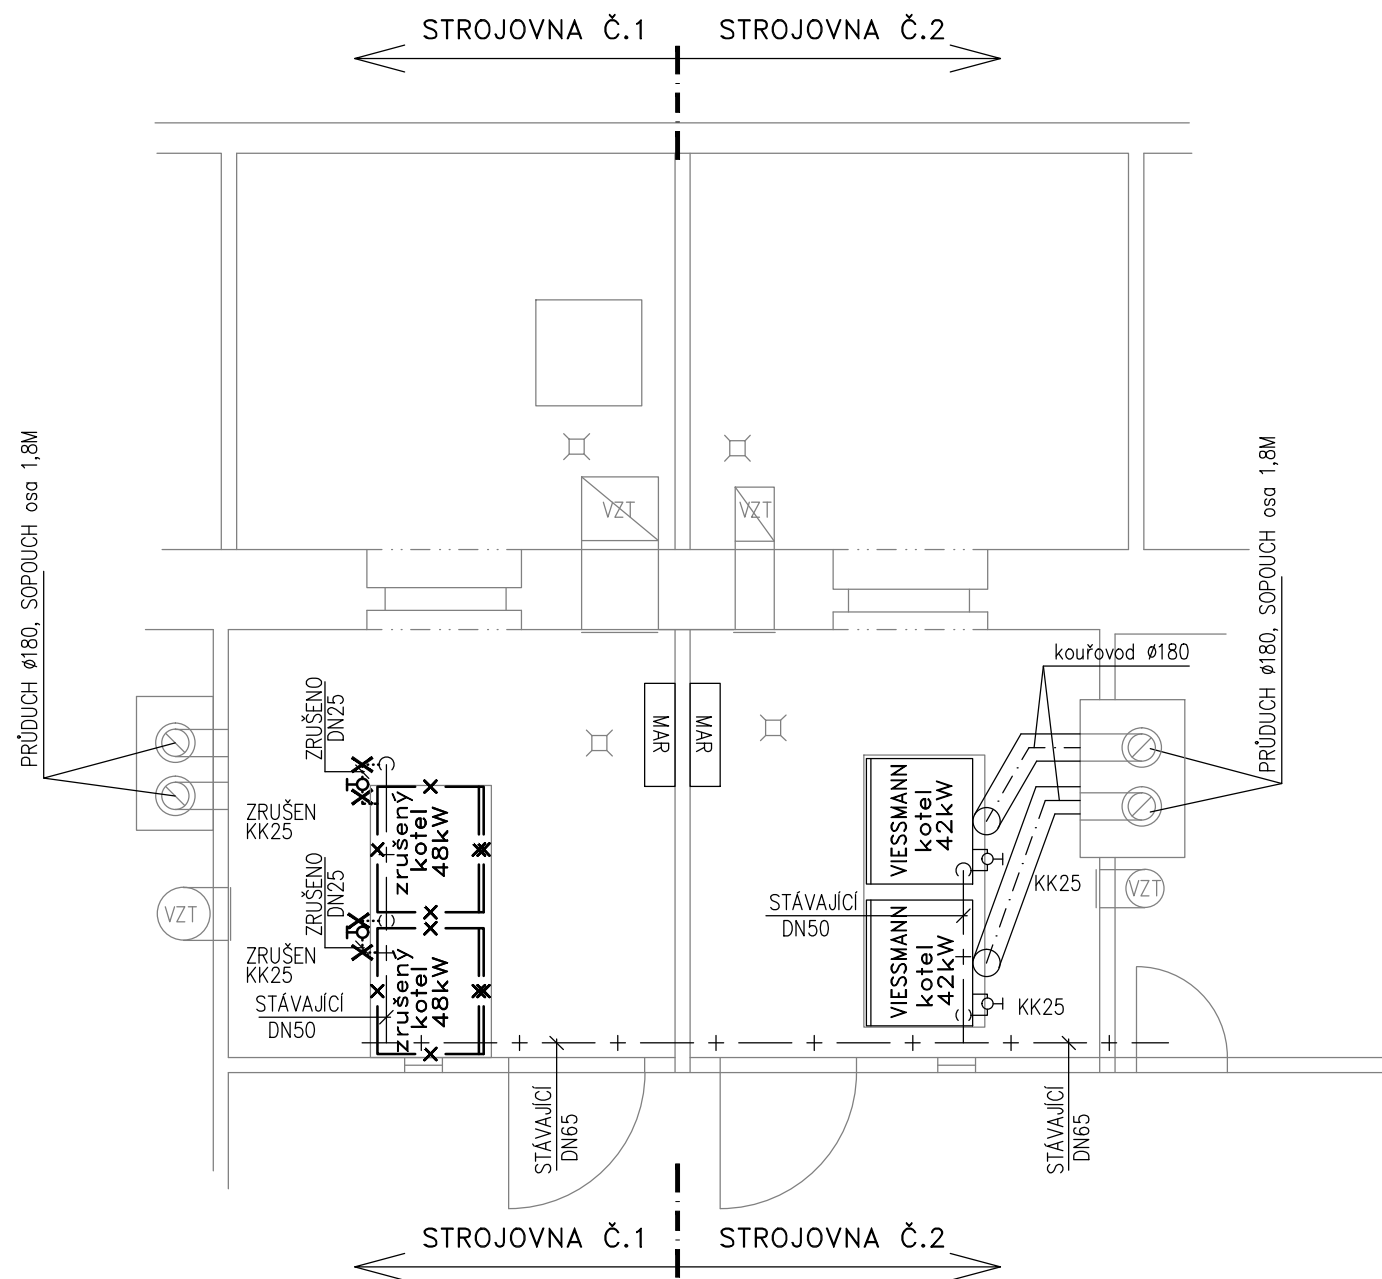 STROJOVNA Č.1
STROJOVNA Č.2
PRŮDUCH ø180, SOPOUCH osa 1,8M
PRŮDUCH ø180, SOPOUCH osa 1,8M
VZT
VZT
kouřovod ø180
ZRUŠENO
DN25
MAR
MAR
ZRUŠEN
KK25
zrušený
kotel
48kW
VIESSMANN
kotel
42kW
ZRUŠENO
DN25
KK25
VZT
VZT
STÁVAJÍCÍ
DN50
ZRUŠEN
KK25
zrušený
kotel
48kW
VIESSMANN
kotel
42kW
STÁVAJÍCÍ
DN50
KK25
STÁVAJÍCÍ
DN65
STÁVAJÍCÍ
DN65
STROJOVNA Č.1
STROJOVNA Č.2